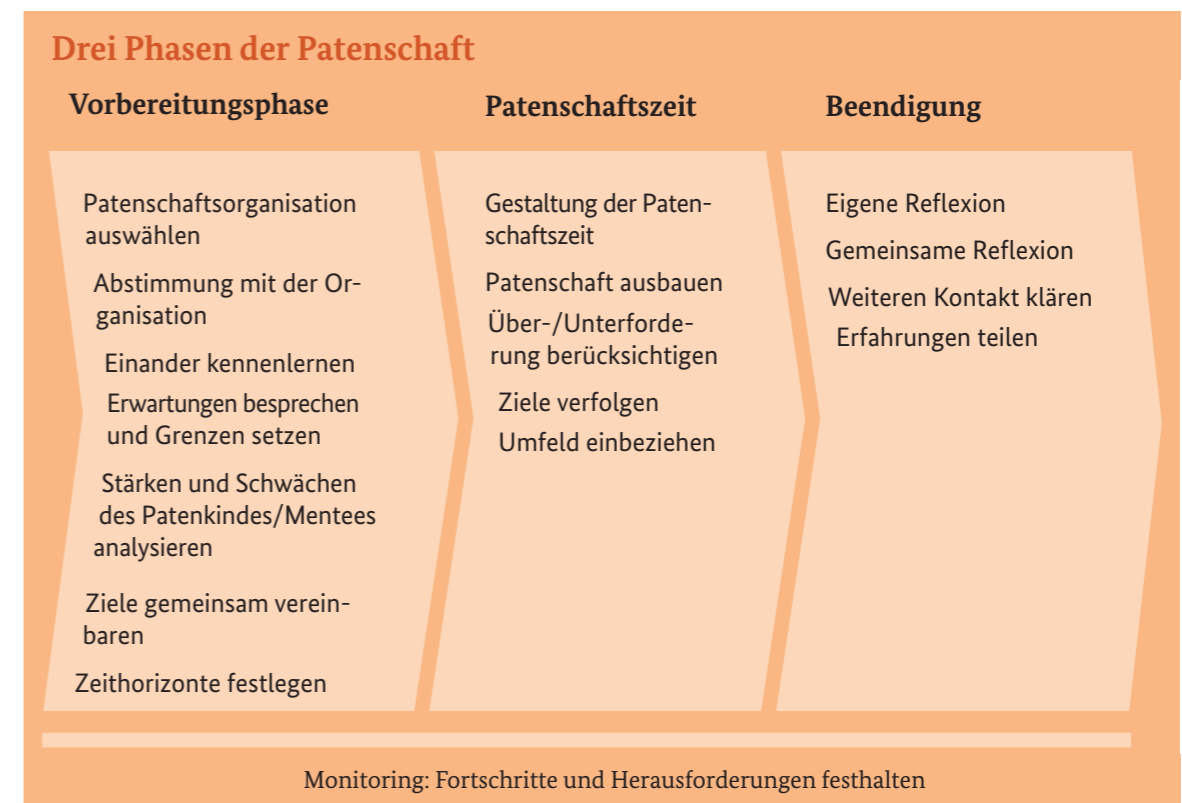 Drei Phasen der Patenschaft
Vorbereitungsphase
Patenschaftsorganisation
auswählen
Abstimmung mit der Or-
ganisation
Einander kennenlernen
Erwartungen besprechen
und Grenzen setzen
Stärken und Schwächen
des Patenkindes/Mentees
analysieren
Ziele gemeinsam verein-
baren
Zeithorizonte festlegen
Patenschaftszeit
Gestaltung der Paten-
schaftszeit
Patenschaft ausbauen
Über-/Unterforde-
rung berücksichtigen
Ziele verfolgen
Umfeld einbeziehen
Beendigung
Eigene Reflexion
Gemeinsame Reflexion
Weiteren Kontakt klären
Erfahrungen teilen
Monitoring: Fortschritte und Herausforderungen festhalten